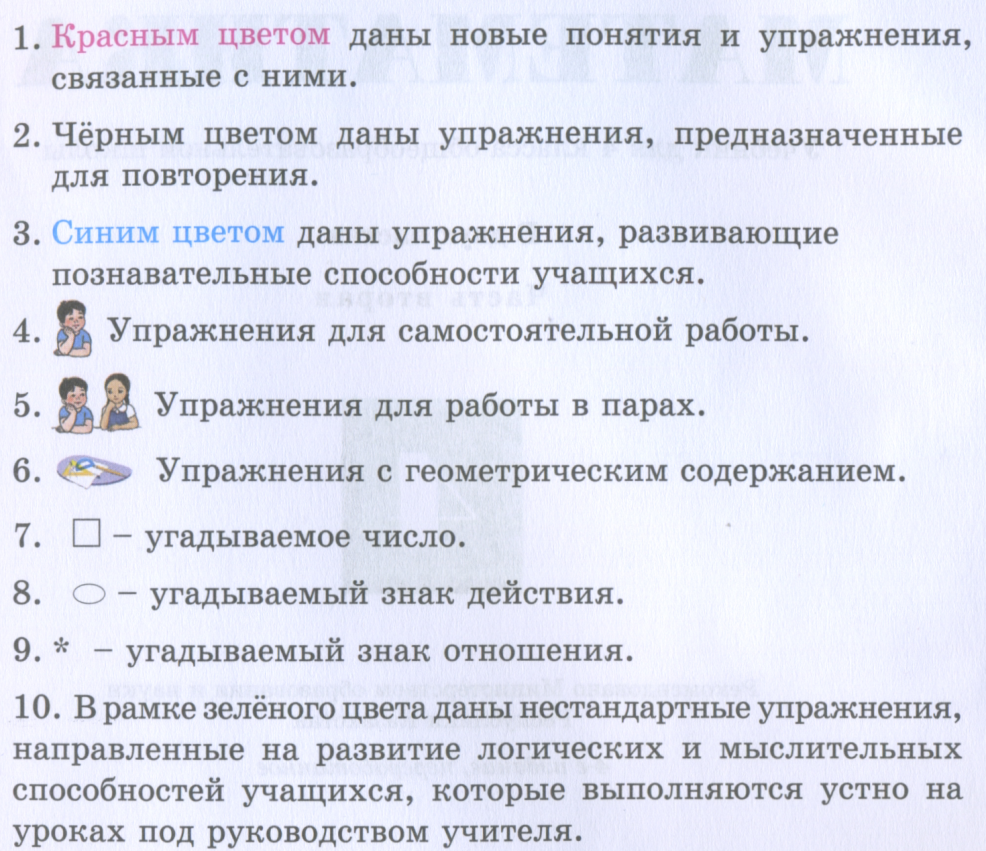 1. Красным цветом даны новые понятия и упражнения,
связанные с ними.
2. Чёрным цветом даны упражнения, предназначенные
для повторения.
3. Синим цветом даны упражнения, развивающие
познавательные способности учащихся.
4. Упражнения для самостоятельной работы.
5. Упражнения для работы в парах.
6. Упражнения с геометрическим содержанием.
7. □ – угадываемое число.
8. ⬭ – угадываемый знак действия.
9. * – угадываемый знак отношения.
10. В рамке зелёного цвета даны нестандартные упражнения,
направленные на развитие логических и мыслительных
способностей учащихся, которые выполняются устно на
уроках под руководством учителя.